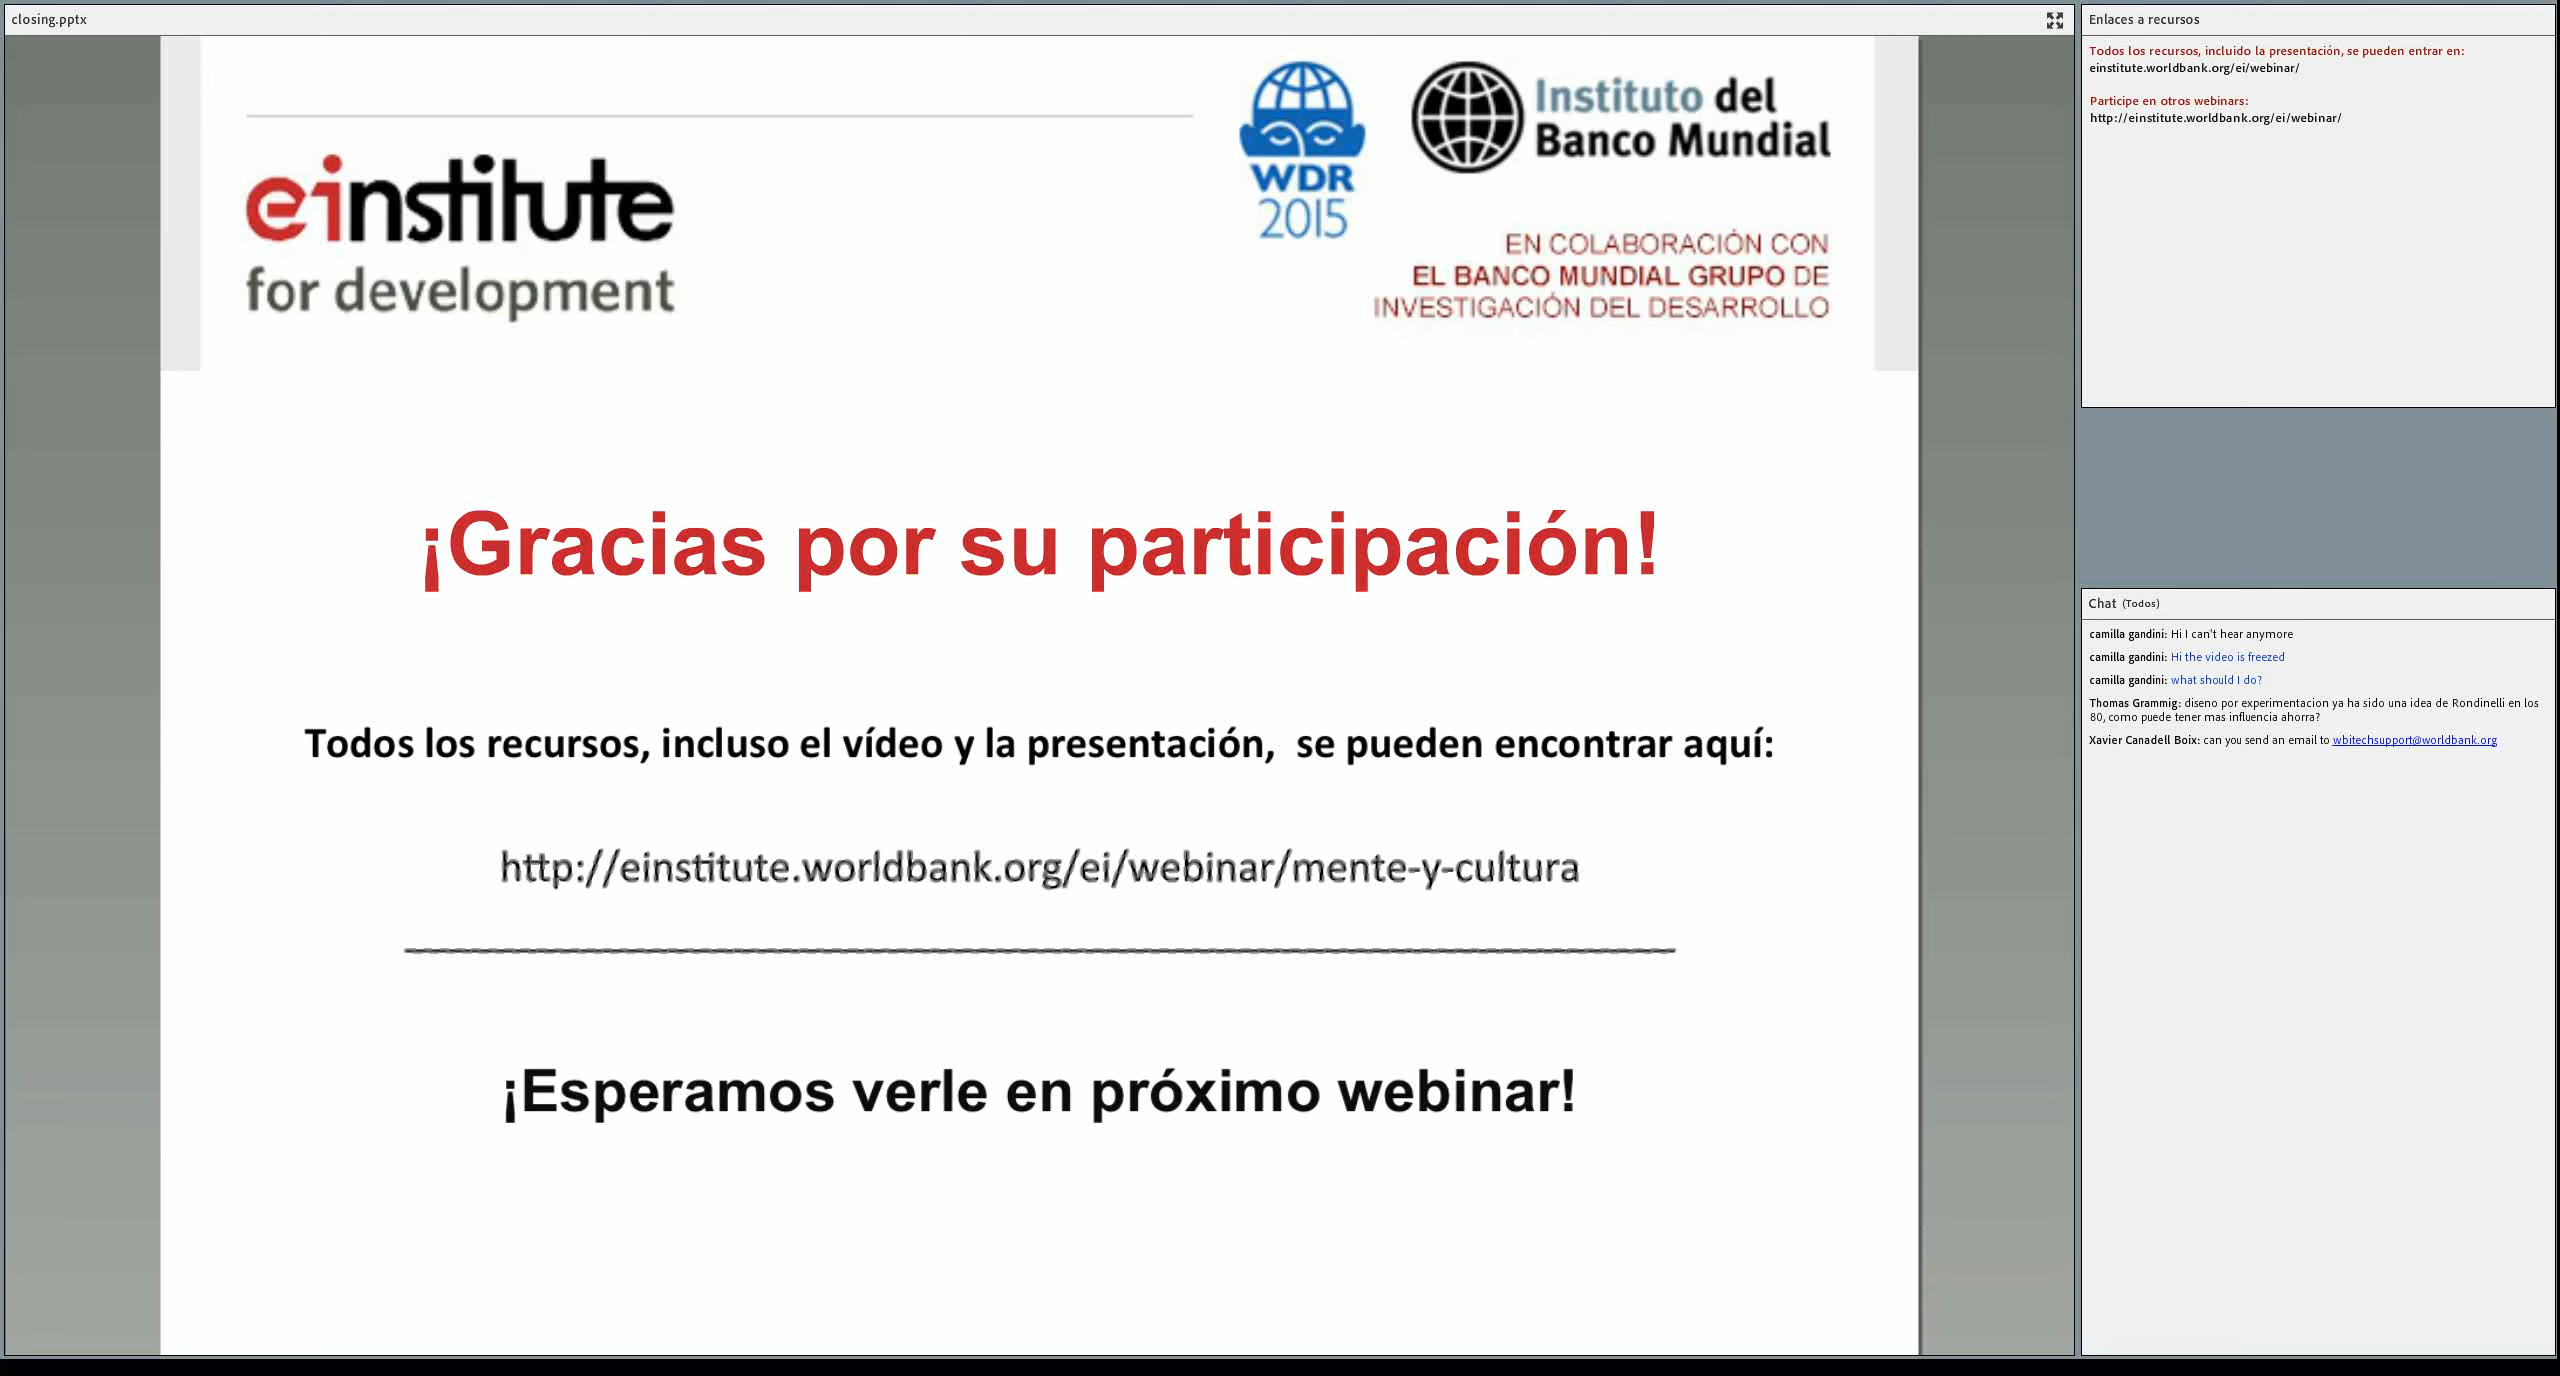 closing.pptx
einstitute
for development
WDR
2015
Instituto del
Banco Mundial
EN COLABORACIÓN CON
EL BANCO MUNDIAL GRUPO DE
INVESTIGACIÓN DEL DESARROLLO
¡Gracias por su participación!
Todos los recursos, incluso el vídeo y la presentación,  se pueden encontrar aquí:
http://einstitute.worldbank.org/ei/webinar/mente-y-cultura
¡Esperamos verle en próximo webinar!
Enlaces a recursos
Todos los recursos, incluido la presentación, se pueden entrar en:
einstitute.worldbank.org/ei/webinar/
Participe en otros webinars:
http://einstitute.worldbank.org/ei/webinar/
Chat (Todos)
camilla gandini: Hi I can't hear anymore
camilla gandini: Hi the video is freezed
camilla gandini: what should I do?
Thomas Grammig: diseno por experimentacion ya ha sido una idea de Rondinelli en los
80, como puede tener mas influencia ahorra?
Xavier Canadell Boix: can you send an email to wbitechsupport@worldbank.org